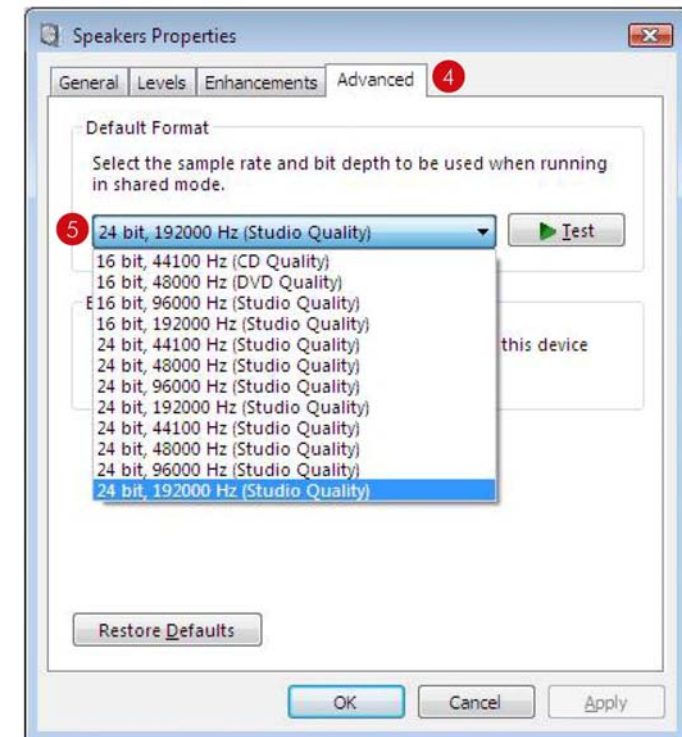 Speakers Properties
General Levels Enhancements Advanced 4
Default Format
Select the sample rate and bit depth to be used when running
in shared mode.
5 24 bit, 192000 Hz (Studio Quality) Test
16 bit, 44100 Hz (CD Quality)
16 bit, 48000 Hz (DVD Quality)
E 16 bit, 96000 Hz (Studio Quality)
16 bit, 192000 Hz (Studio Quality)
24 bit, 44100 Hz (Studio Quality) this device
24 bit, 48000 Hz (Studio Quality)
24 bit, 96000 Hz (Studio Quality)
24 bit, 192000 Hz (Studio Quality)
24 bit, 44100 Hz (Studio Quality)
24 bit, 48000 Hz (Studio Quality)
24 bit, 96000 Hz (Studio Quality)
24 bit, 192000 Hz (Studio Quality)
Restore Defaults
OK Cancel Apply